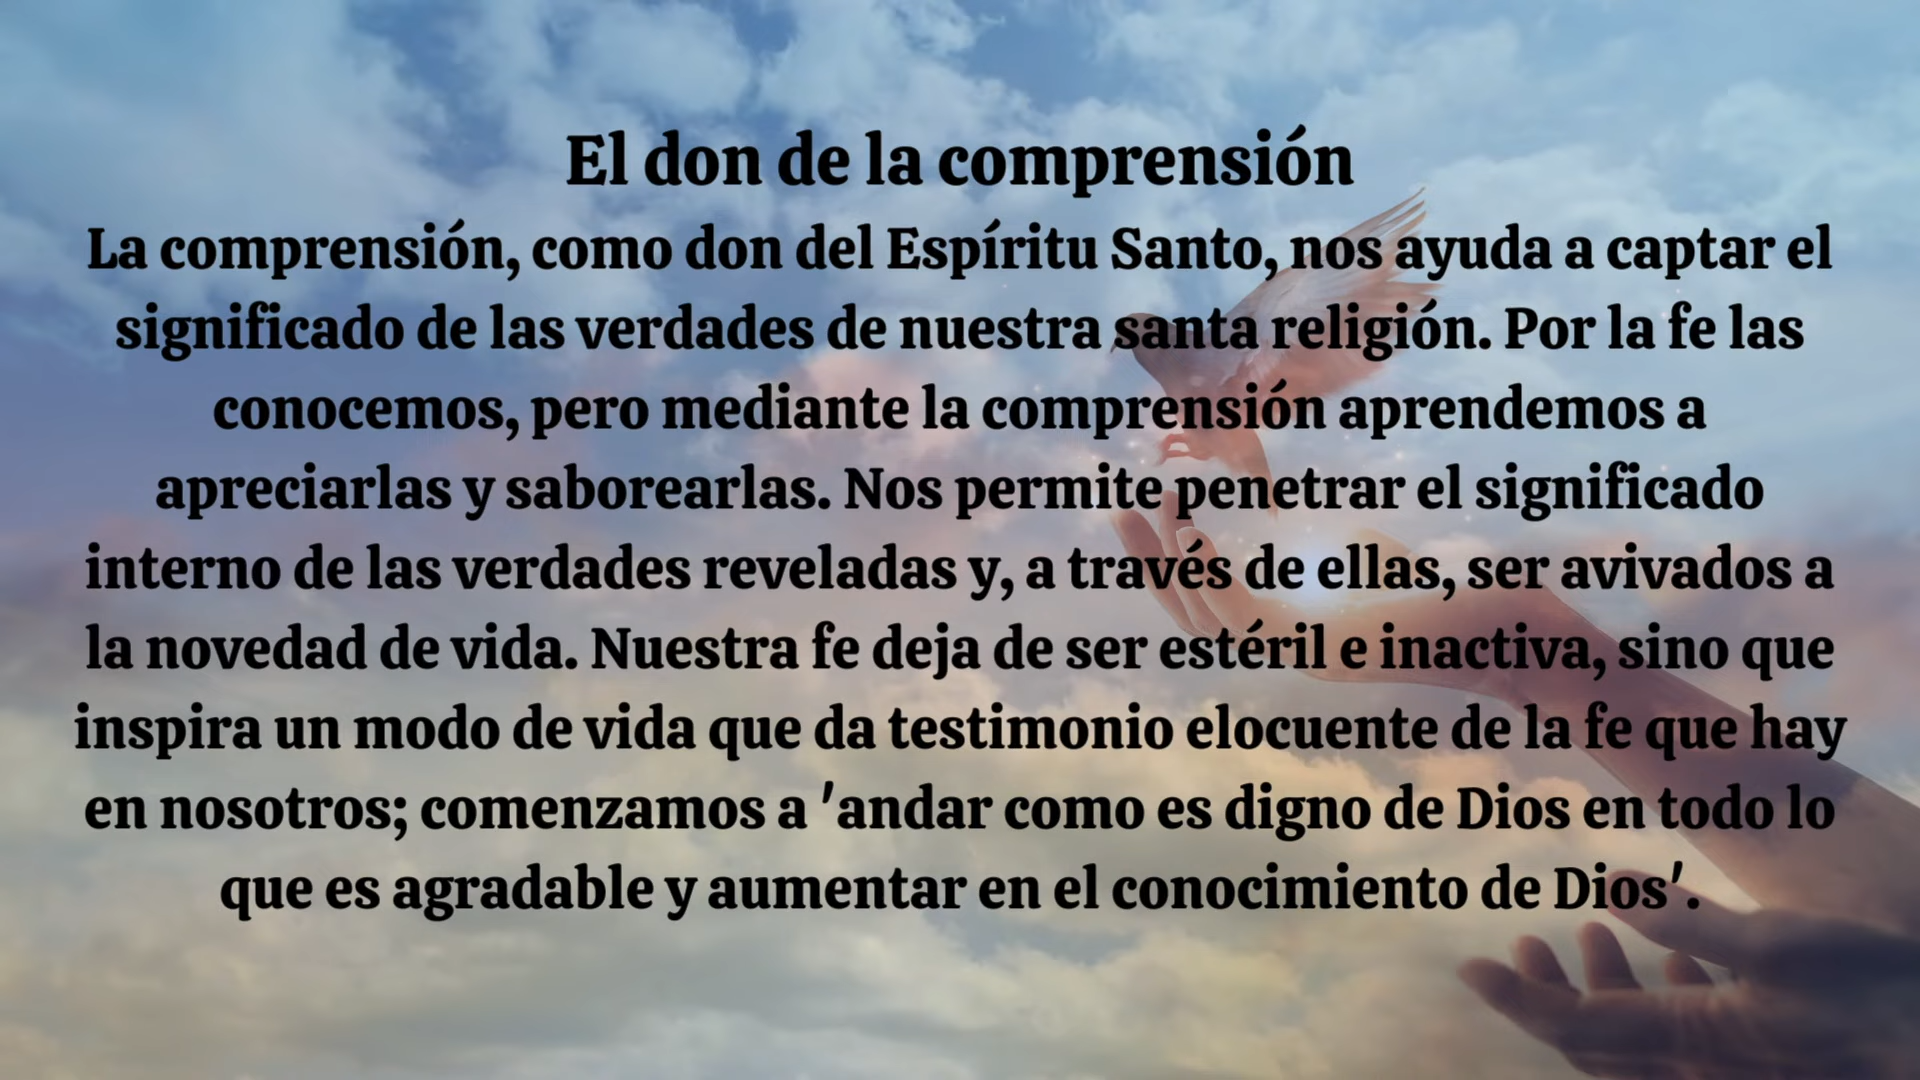 El don de la comprensión
La comprensión, como don del Espíritu Santo, nos ayuda a captar el
significado de las verdades de nuestra santa religión. Por la fe las
conocemos, pero mediante la comprensión aprendemos a
apreciarlas y saborearlas. Nos permite penetrar el significado
interno de las verdades reveladas y, a través de ellas, ser avivados a
la novedad de vida. Nuestra fe deja de ser estéril e inactiva, sino que
inspira un modo de vida que da testimonio elocuente de la fe que hay
en nosotros; comenzamos a 'andar como es digno de Dios en todo lo
que es agradable y aumentar en el conocimiento de Dios'.